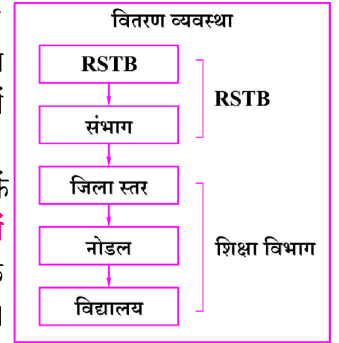 वितरण व्यवस्था
RSTB
RSTB
संभाग
जिला स्तर
नोडल
शिक्षा विभाग
विद्यालय